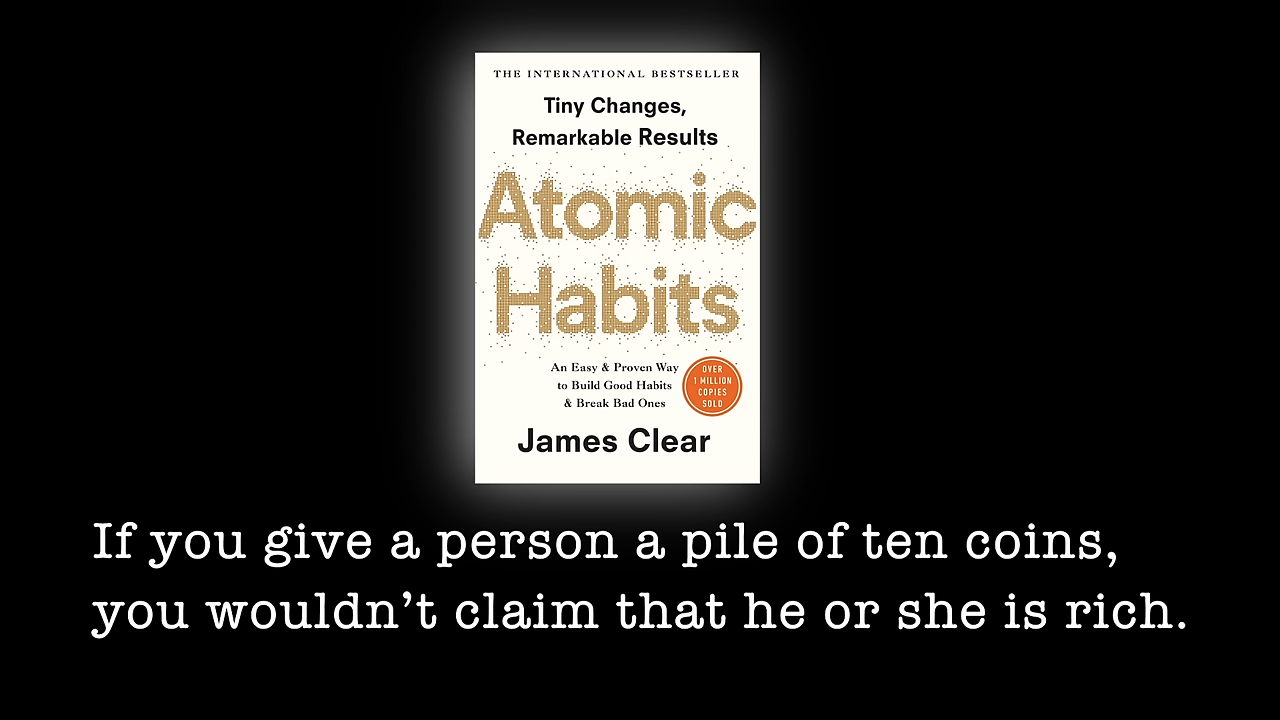 THE INTERNATIONAL BESTSELLER
Tiny Changes,
Remarkable Results
Atomic
Habits
An Easy & Proven Way
to Build Good Habits
& Break Bad Ones
OVER
1 MILLION
COPIES
SOLD
James Clear
If you give a person a pile of ten coins,
you wouldn’t claim that he or she is rich.